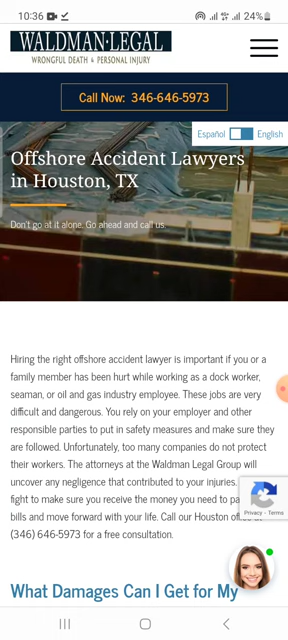 10:36 24%
WALDMAN·LEGAL
WRONGFUL DEATH & PERSONAL INJURY
Call Now: 346-646-5973
Español English
Offshore Accident Lawyers
in Houston, TX
Don't go at it alone. Go ahead and call us.
Hiring the right offshore accident lawyer is important if you or a
family member has been hurt while working as a dock worker,
seaman, or oil and gas industry employee. These jobs are very
difficult and dangerous. You rely on your employer and other
responsible parties to put in safety measures and make sure they
are followed. Unfortunately, too many companies do not protect
their workers. The attorneys at the Waldman Legal Group will
uncover any negligence that contributed to your injuries.
fight to make sure you receive the money you need to
bills and move forward with your life. Call our Houston
(346) 646-5973 for a free consultation.
Privacy - Terms
What Damages Can I Get for My